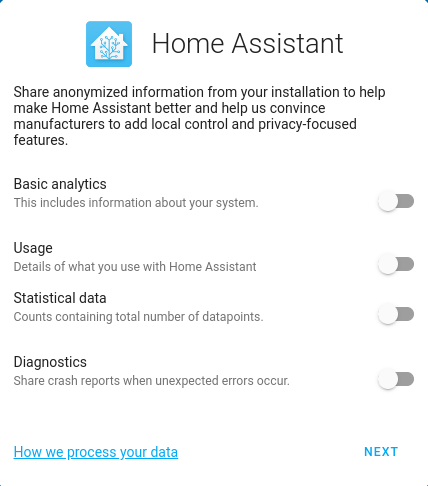 Home Assistant
Share anonymized information from your installation to help
make Home Assistant better and help us convince
manufacturers to add local control and privacy-focused
features.
Basic analytics
This includes information about your system.
Usage
Details of what you use with Home Assistant
Statistical data
Counts containing total number of datapoints.
Diagnostics
Share crash reports when unexpected errors occur.
How we process your data
NEXT